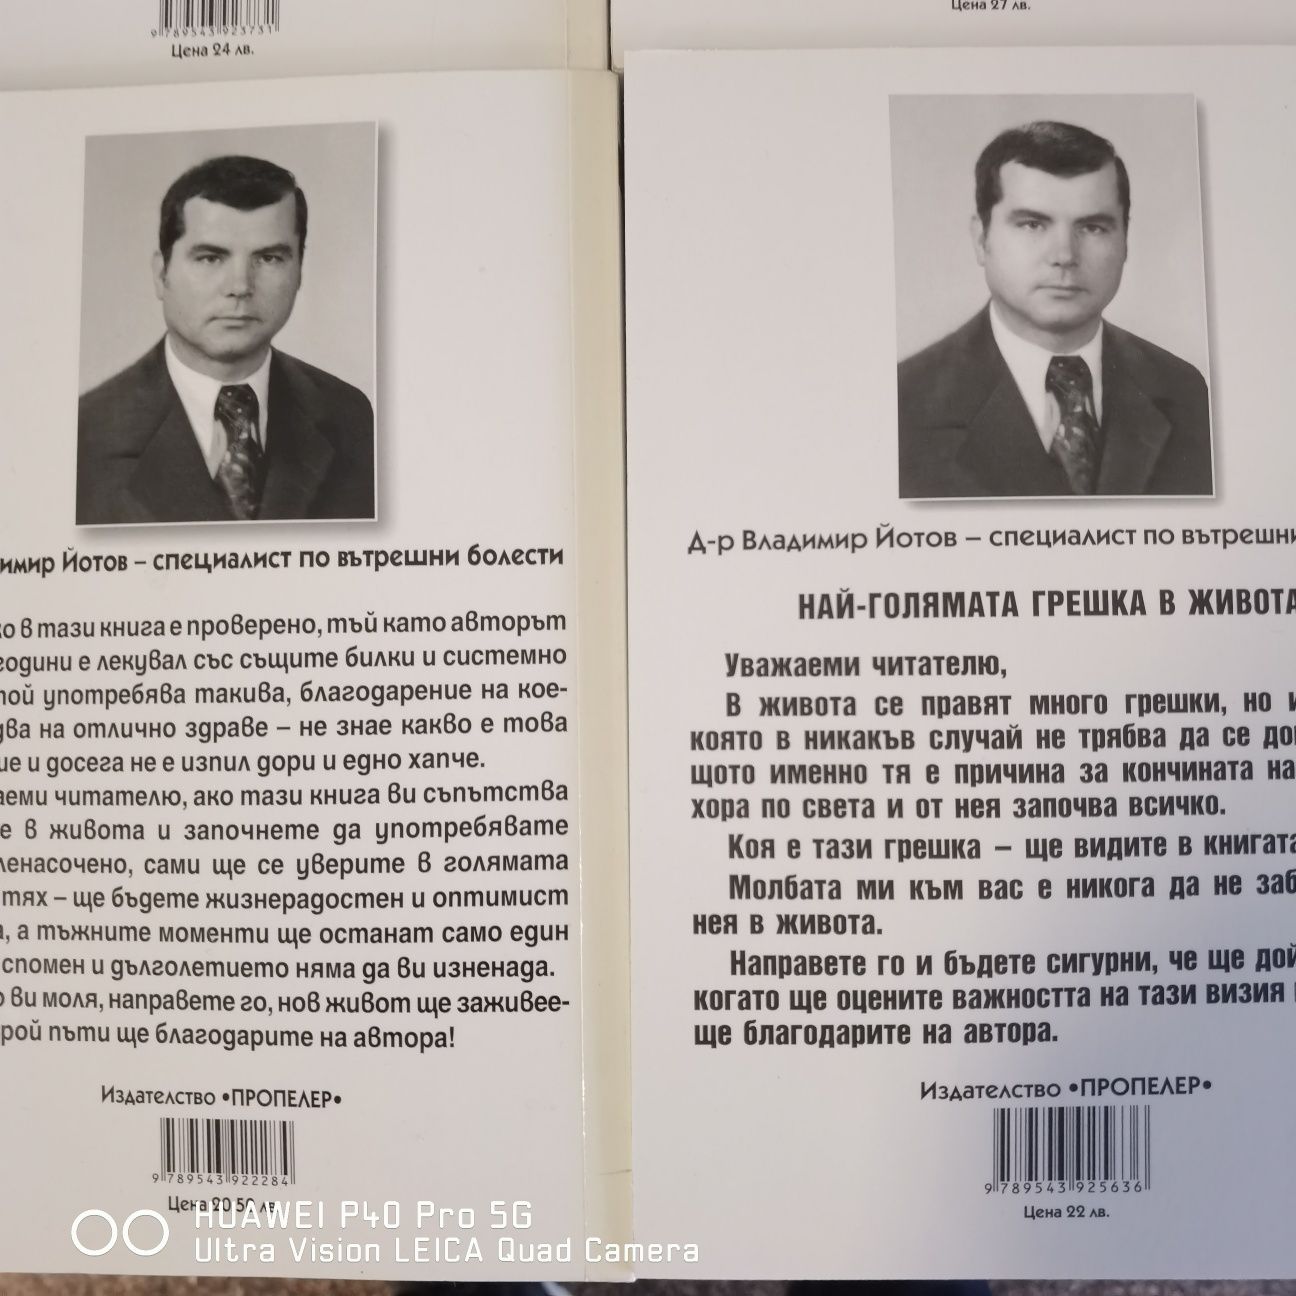 9789543923731
Цена 24 лв.
Цена 27 лв.
Йотов – специалист по вътрешни болести
в тази книга е проверено, тъй като авторът
години е лекувал със същите билки и системно
той употребява такива, благодарение на кое-
на отлично здраве – не знае какво е това
и досега не е изпил дори и едно хапче.
читателю, ако тази книга ви съпътства
в живота и започнете да употребявате
сами ще се уверите в голямата
тях – ще бъдете жизнерадостен и оптимист
а тъжните моменти ще останат само един
спомен и дълголетието няма да ви изненада.
ви моля, направете го, нов живот ще заживее-
пъти ще благодарите на автора!
Издателство •ПРОПЕЛЕР•
9789543922284
Цена 20 50 лв.
Д-р Владимир Йотов – специалист по вътрешни
НАЙ-ГОЛЯМАТА ГРЕШКА В ЖИВОТА
Уважаеми читателю,
В живота се правят много грешки, но
която в никакъв случай не трябва да се
щото именно тя е причина за кончината на
хора по света и от нея започва всичко.
Коя е тази грешка – ще видите в книгата
Молбата ми към вас е никога да не
нея в живота.
Направете го и бъдете сигурни, че ще
когато ще оцените важността на тази визия
ще благодарите на автора.
Издателство •ПРОПЕЛЕР•
9789543925636
Цена 22 лв.
HUAWEI P40 Pro 5G
Ultra Vision LEICA Quad Camera